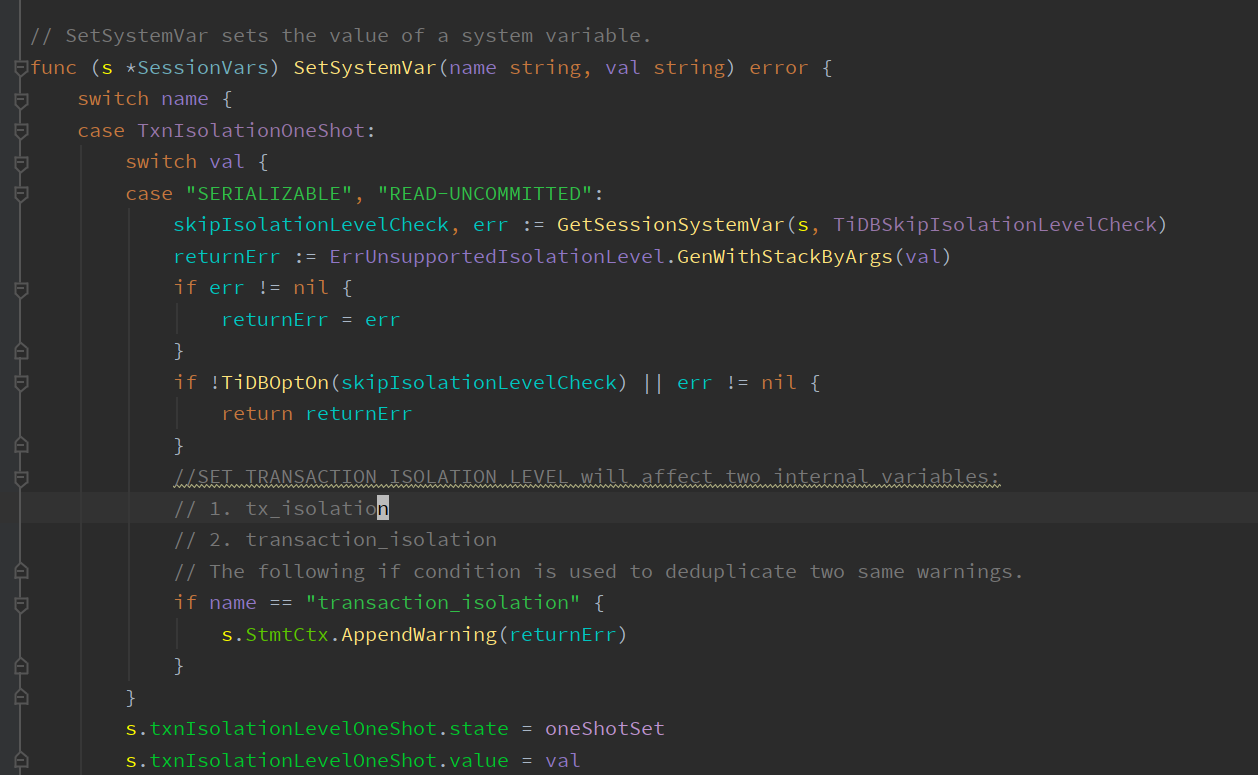 // SetSystemVar sets the value of a system variable.
func (s *SessionVars) SetSystemVar(name string, val string) error {
    switch name {
    case TxnIsolationOneShot:
        switch val {
        case "SERIALIZABLE", "READ-UNCOMMITTED":
            skipIsolationLevelCheck, err := GetSessionSystemVar(s, TiDBSkipIsolationLevelCheck)
            returnErr := ErrUnsupportedIsolationLevel.GenWithStackByArgs(val)
            if err != nil {
                returnErr = err
            }
            if !TiDBOptOn(skipIsolationLevelCheck) || err != nil {
                return returnErr
            }
            //SET TRANSACTION ISOLATION LEVEL will affect two internal variables:
            // 1. tx_isolation
            // 2. transaction_isolation
            // The following if condition is used to deduplicate two same warnings.
            if name == "transaction_isolation" {
                s.StmtCtx.AppendWarning(returnErr)
            }
        }
        s.txnIsolationLevelOneShot.state = oneShotSet
        s.txnIsolationLevelOneShot.value = val